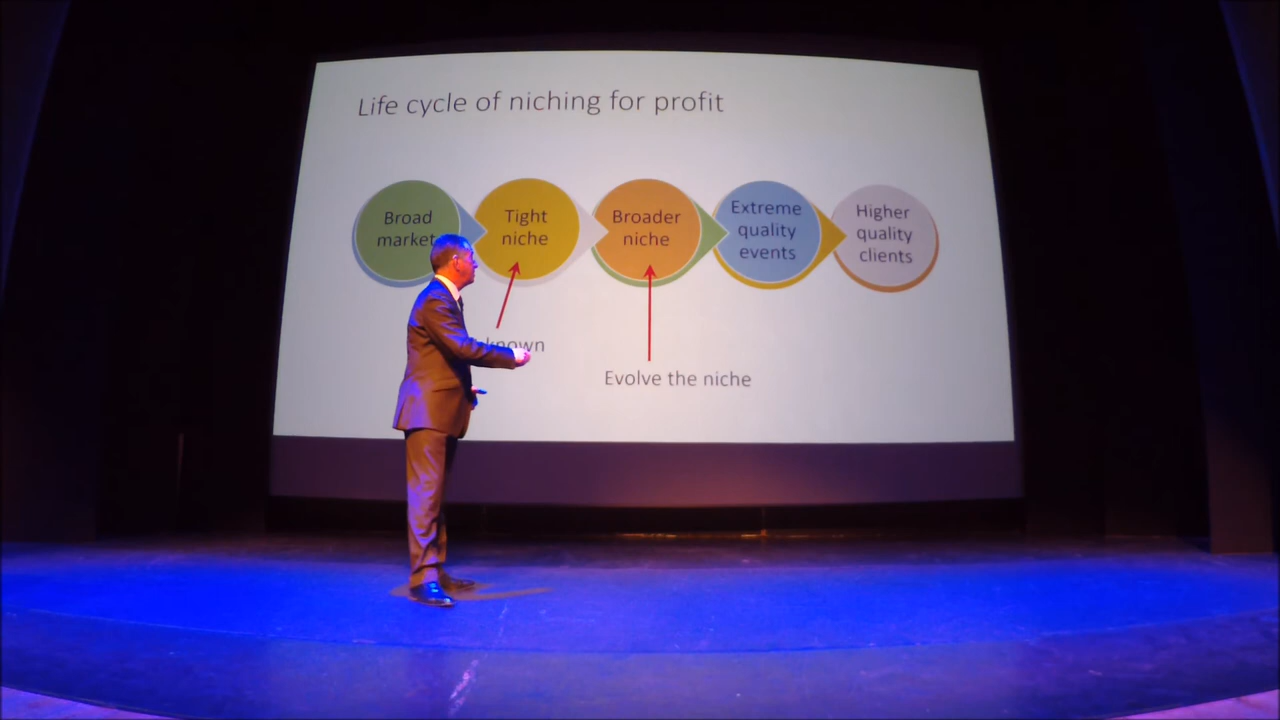 Life cycle of niching for profit
Broad
market
Tight
niche
Broader
niche
Extreme
quality
events
Higher
quality
clients
Evolve the niche